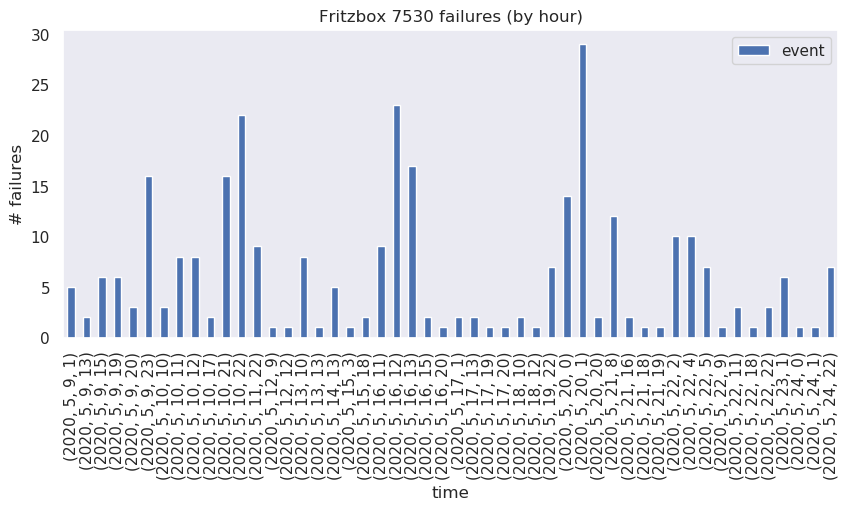 Fritzbox 7530 failures (by hour)
event
# failures
30
25
20
15
10
5
0
(2020, 5, 9, 1)
(2020, 5, 9, 13)
(2020, 5, 9, 15)
(2020, 5, 9, 19)
(2020, 5, 9, 20)
(2020, 5, 9, 23)
(2020, 5, 10, 10)
(2020, 5, 10, 11)
(2020, 5, 10, 12)
(2020, 5, 10, 17)
(2020, 5, 10, 21)
(2020, 5, 10, 22)
(2020, 5, 11, 22)
(2020, 5, 12, 9)
(2020, 5, 12, 12)
(2020, 5, 13, 10)
(2020, 5, 13, 13)
(2020, 5, 14, 13)
(2020, 5, 15, 3)
(2020, 5, 15, 18)
(2020, 5, 16, 11)
(2020, 5, 16, 12)
(2020, 5, 16, 13)
(2020, 5, 16, 15)
(2020, 5, 16, 20)
(2020, 5, 17, 1)
(2020, 5, 17, 13)
(2020, 5, 17, 19)
(2020, 5, 17, 20)
(2020, 5, 18, 10)
(2020, 5, 18, 12)
(2020, 5, 19, 22)
(2020, 5, 20, 0)
(2020, 5, 20, 1)
(2020, 5, 20, 20)
(2020, 5, 21, 8)
(2020, 5, 21, 16)
(2020, 5, 21, 18)
(2020, 5, 21, 19)
(2020, 5, 22, 2)
(2020, 5, 22, 4)
(2020, 5, 22, 5)
(2020, 5, 22, 9)
(2020, 5, 22, 11)
(2020, 5, 22, 18)
(2020, 5, 22, 22)
(2020, 5, 23, 1)
(2020, 5, 24, 0)
(2020, 5, 24, 1)
(2020, 5, 24, 22)
time